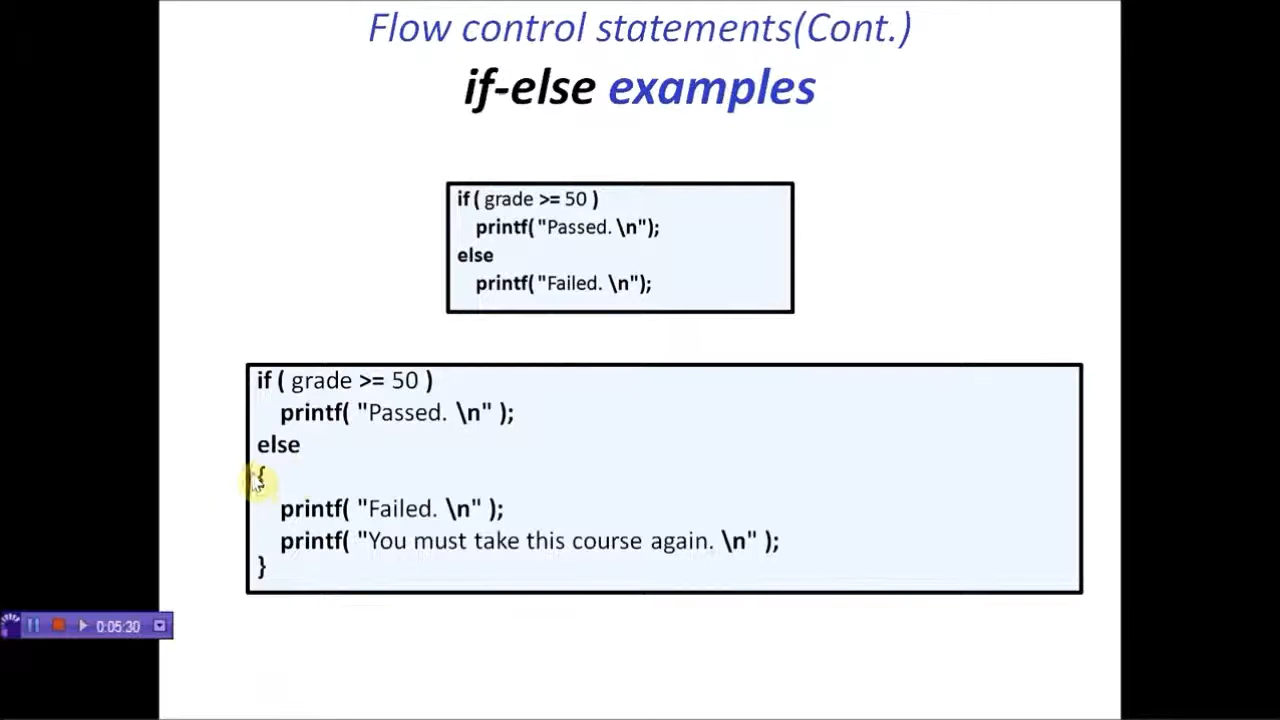 Flow control statements(Cont.)
if-else examples
if ( grade >= 50 )
printf( "Passed. \n");
else
printf( "Failed. \n");
if ( grade >= 50 )
printf( "Passed. \n" );
else
{
printf( "Failed. \n" );
printf( "You must take this course again. \n" );
}
0:05:30